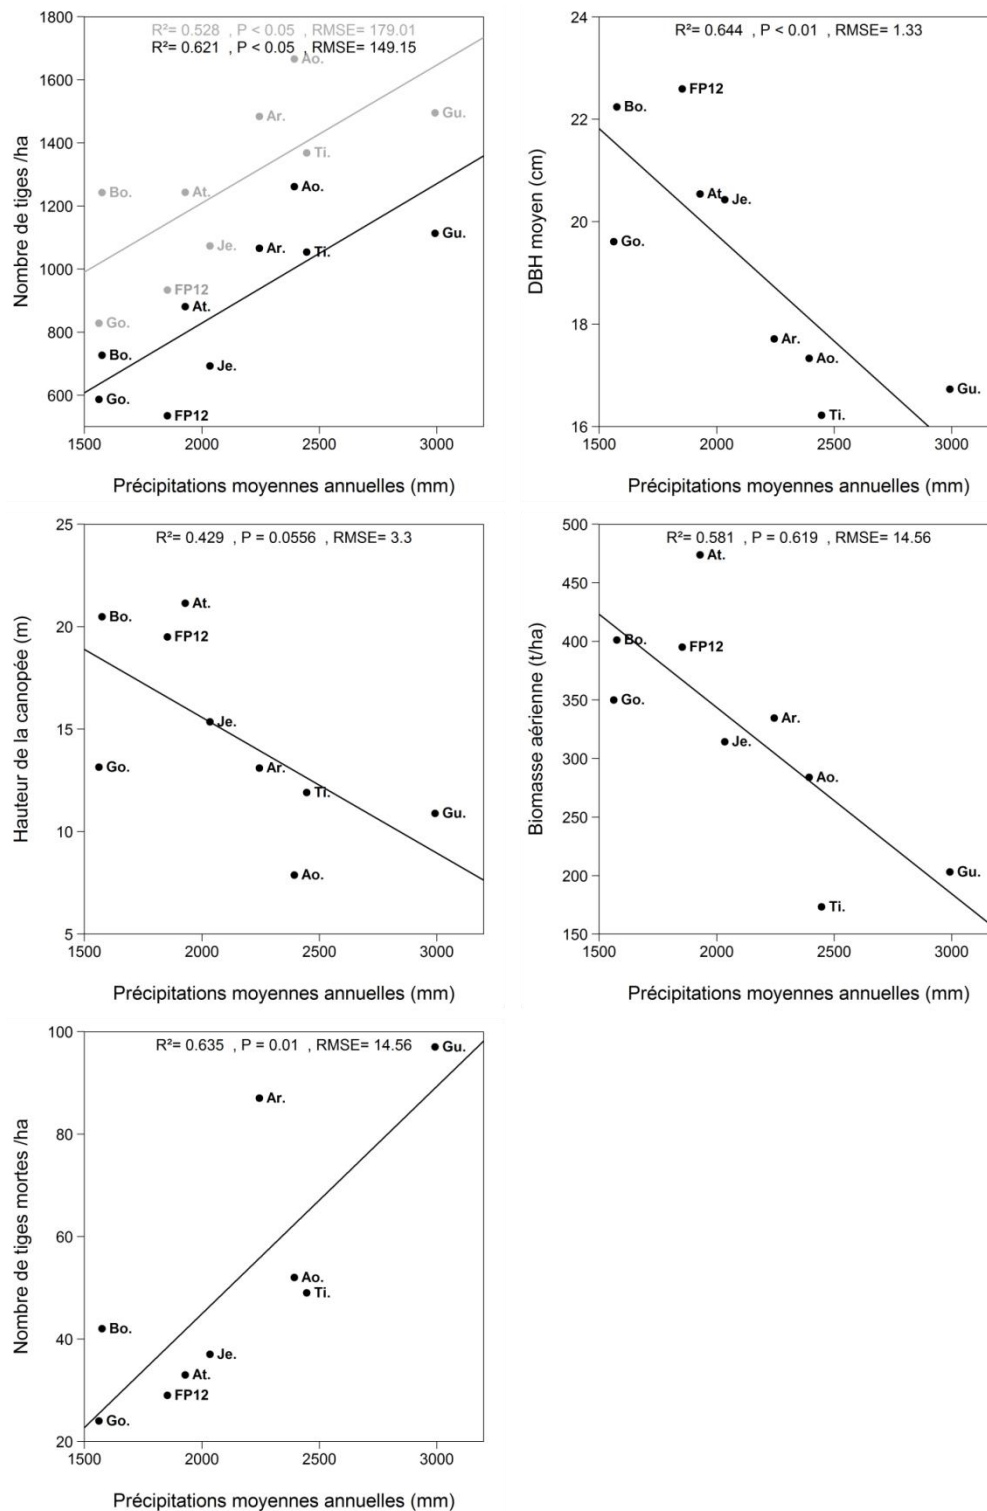 R²= 0.528 , P < 0.05 , RMSE= 179.01
R²= 0.621 , P < 0.05 , RMSE= 149.15
Nombre de tiges /ha
1800
1600
1400
1200
1000
800
600
Ao.
Ar.
Gu.
Ti.
Bo.
At.
Je.
FP12
Go.
Ao.
Gu.
Ar.
Ti.
At.
Bo.
Je.
Go.
FP12
1500
2000
2500
3000
Précipitations moyennes annuelles (mm)
R²= 0.644 , P < 0.01 , RMSE= 1.33
DBH moyen (cm)
24
22
20
18
16
FP12
Bo.
At.
Je.
Go.
Ar.
Ao.
Gu.
Ti.
1500
2000
2500
3000
Précipitations moyennes annuelles (mm)
R²= 0.429 , P = 0.0556 , RMSE= 3.3
Hauteur de la canopée (m)
25
20
15
10
5
At.
Bo.
FP12
Je.
Go.
Ar.
Ti.
Gu.
Ao.
1500
2000
2500
3000
Précipitations moyennes annuelles (mm)
R²= 0.581 , P = 0.619 , RMSE= 14.56
Biomasse aérienne (t/ha)
500
450
400
350
300
250
200
150
At.
Bo.
FP12
Go.
Ar.
Je.
Ao.
Gu.
Ti.
1500
2000
2500
3000
Précipitations moyennes annuelles (mm)
R²= 0.635 , P = 0.01 , RMSE= 14.56
Nombre de tiges mortes /ha
100
80
60
40
20
Gu.
Ar.
Ao.
Ti.
Bo.
Je.
At.
FP12
Go.
1500
2000
2500
3000
Précipitations moyennes annuelles (mm)